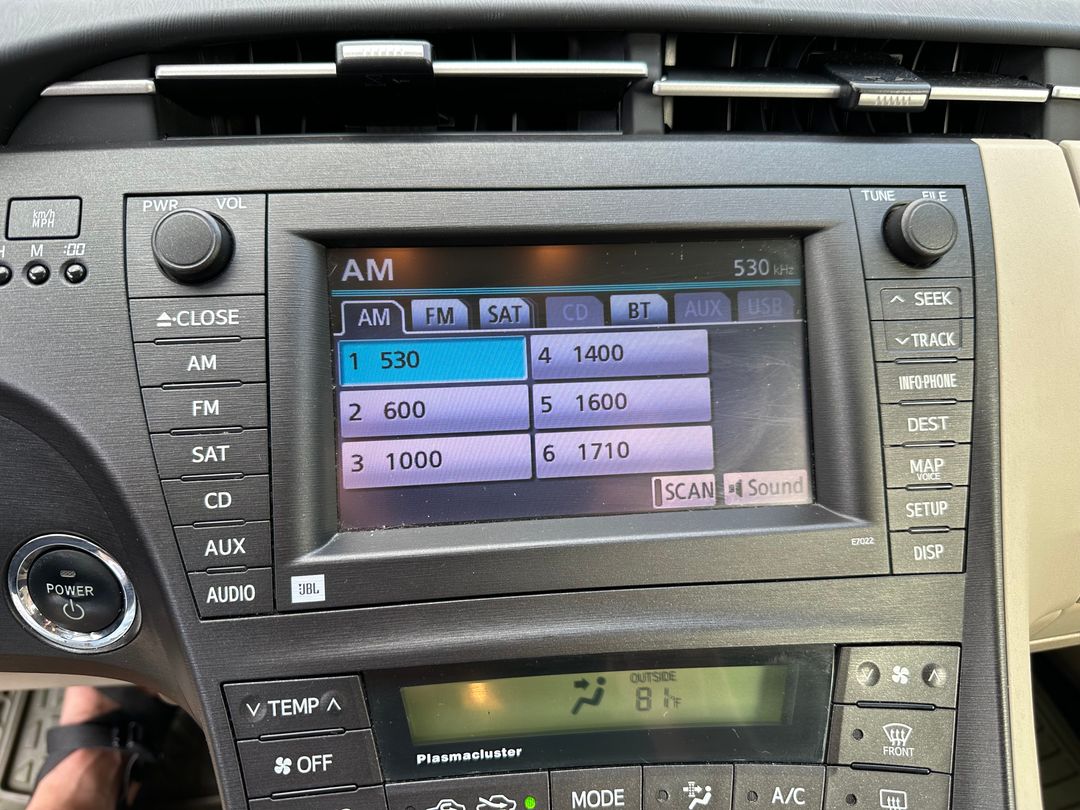 PWR VOL
TUNE FILE
km/h
MPH
H M :00
AM 530 kHz
AM FM SAT CD BT AUX USB
1 530
4 1400
2 600
5 1600
3 1000
6 1710
SCAN Sound
CLOSE
AM
FM
SAT
CD
AUX
AUDIO
SEEK
TRACK
INFO·PHONE
DEST
MAP
VOICE
SETUP
DISP
E7022
JBL
POWER
TEMP
OFF
OUTSIDE
81°F
Plasmacluster
FRONT
MODE
A/C